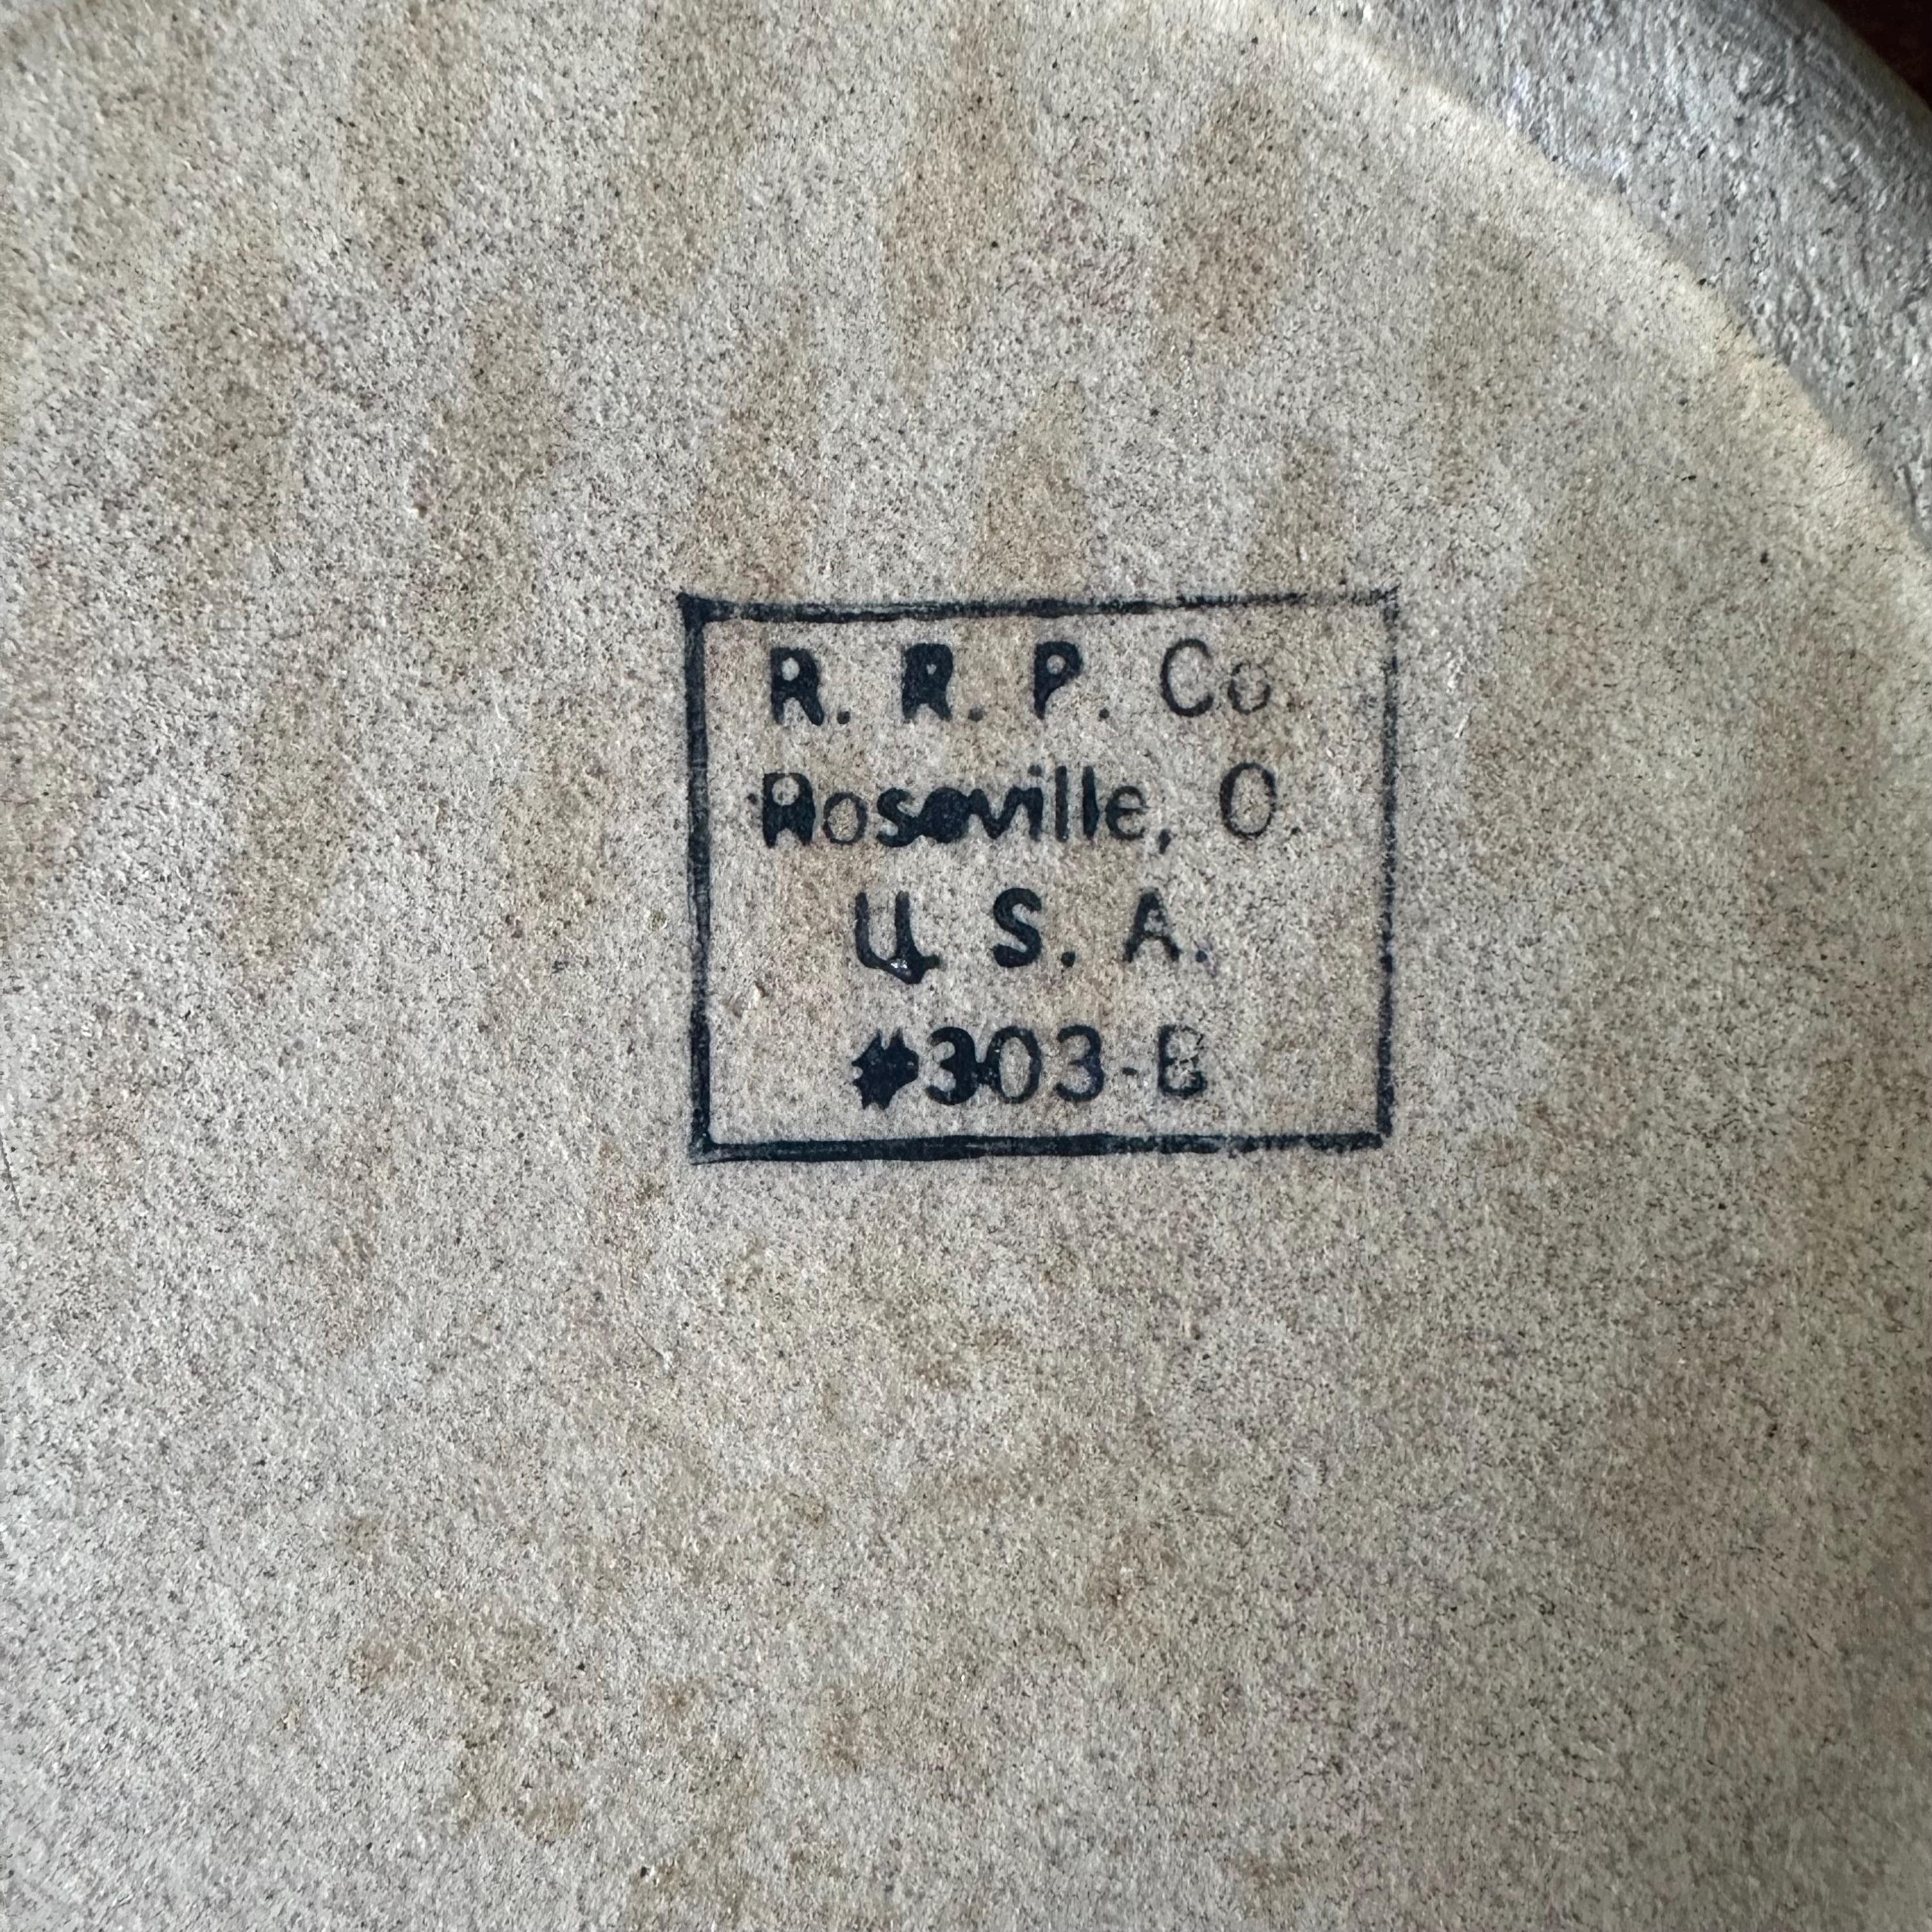 R. R. P. Co.
Roseville, O.
U. S. A.
#303-B